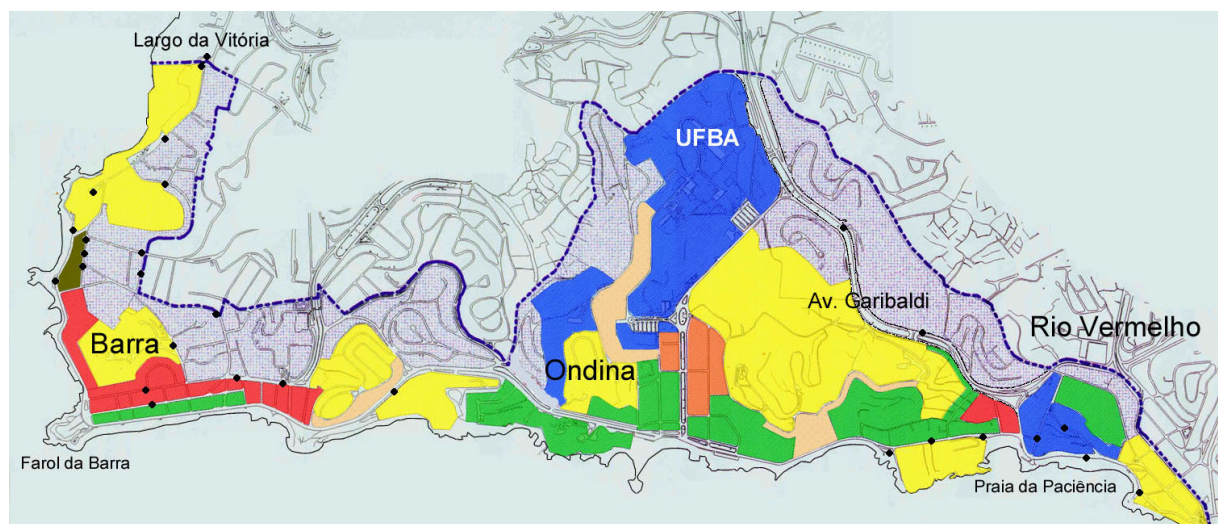 Largo da Vitória
UFBA
Av. Garibaldi
Rio Vermelho
Barra
Ondina
Farol da Barra
Praia da Paciência